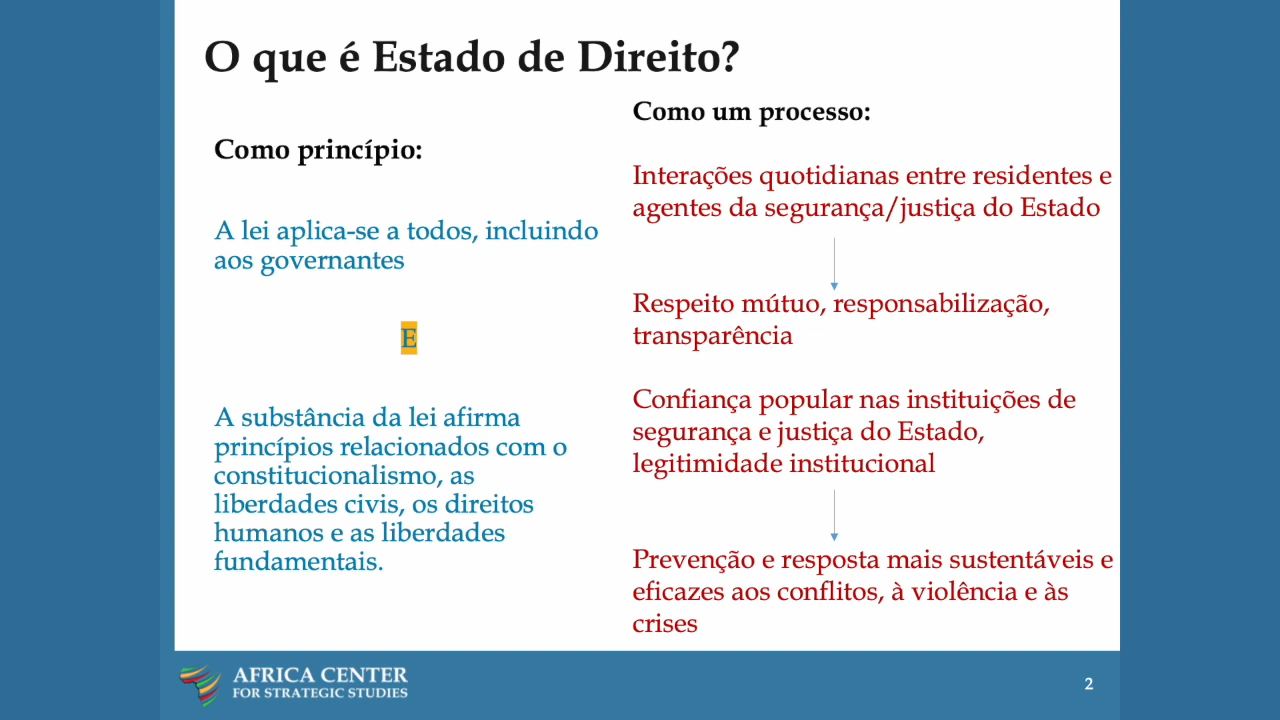 O que é Estado de Direito?
Como princípio:
A lei aplica-se a todos, incluindo
aos governantes
E
A substância da lei afirma
princípios relacionados com o
constitucionalismo, as
liberdades civis, os direitos
humanos e as liberdades
fundamentais.
Como um processo:
Interações quotidianas entre residentes e
agentes da segurança/justiça do Estado
Respeito mútuo, responsabilização,
transparência
Confiança popular nas instituições de
segurança e justiça do Estado,
legitimidade institucional
Prevenção e resposta mais sustentáveis e
eficazes aos conflitos, à violência e às
crises
AFRICA CENTER
FOR STRATEGIC STUDIES
2